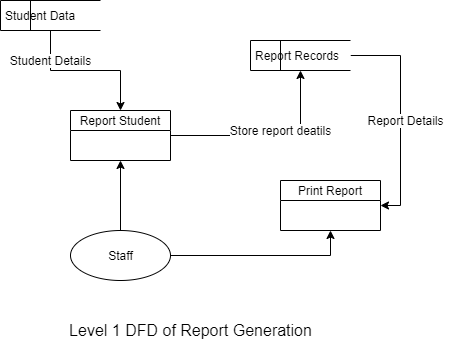 Student Data
Student Details
Report Records
Report Student
Store report deatils
Report Details
Print Report
Staff
Level 1 DFD of Report Generation